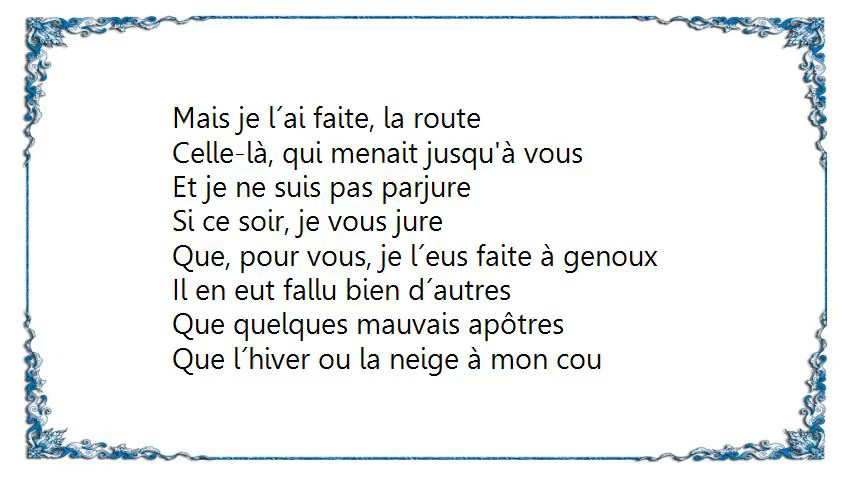 Mais je l´ai faite, la route
Celle-là, qui menait jusqu'à vous
Et je ne suis pas parjure
Si ce soir, je vous jure
Que, pour vous, je l´eus faite à genoux
Il en eut fallu bien d´autres
Que quelques mauvais apôtres
Que l´hiver ou la neige à mon cou